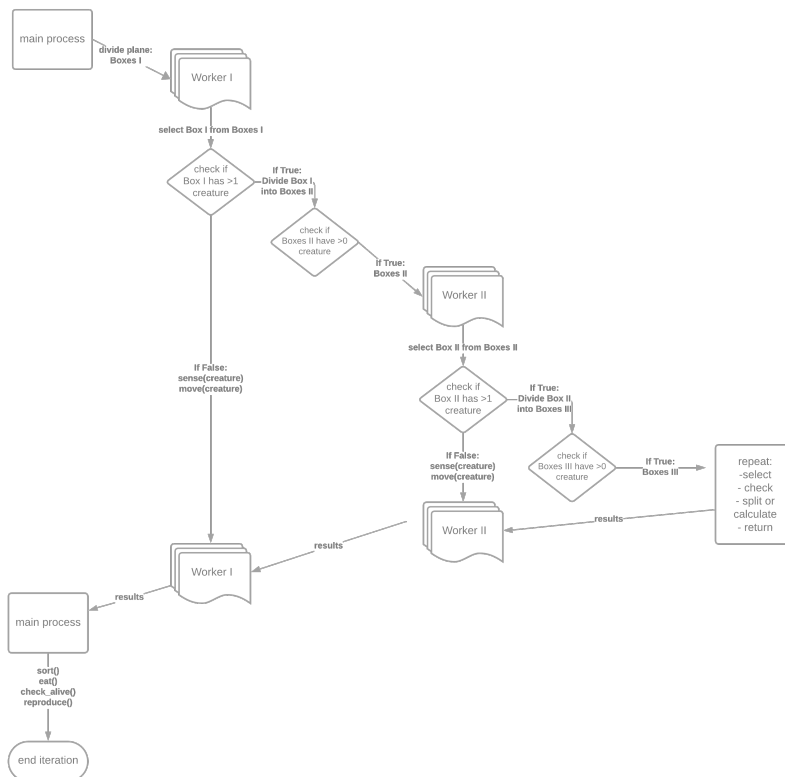 main process
divide plane:
Boxes I
Worker I
select Box I from Boxes I
check if
Box I has >1
creature
If True:
Divide Box I
into Boxes II
check if
Boxes II have >0
creature
If True:
Boxes II
Worker II
select Box II from Boxes II
check if
Box II has >1
creature
If True:
Divide Box II
into Boxes III
check if
Boxes III have >0
creature
If True:
Boxes III
repeat:
-select
- check
- split or
calculate
- return
If False:
sense(creature)
move(creature)
If False:
sense(creature)
move(creature)
results
Worker II
results
Worker I
results
main process
sort()
eat()
check_alive()
reproduce()
end iteration